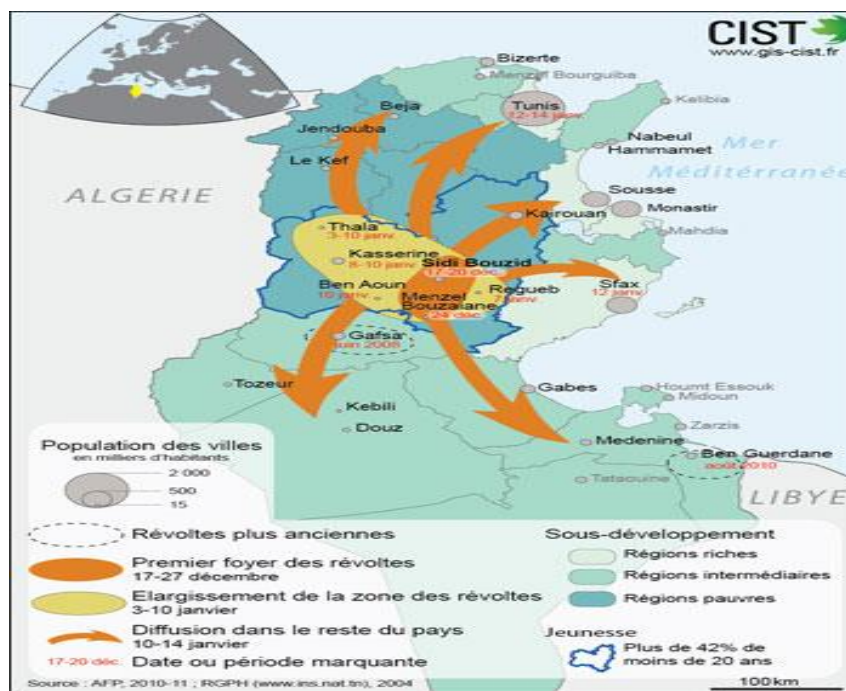 CIST
www.gis-cist.fr
Bizerte
Menzel Bourguiba
Tunis
12-14 janv.
Kelibia
Beja
Jendouba
Nabeul
Hammamet
Mer
Méditerranée
Le Kef
ALGERIE
Sousse
Monastir
Kairouan
Mahdia
Thala
3-10 janv.
Kasserine
8-10 janv.
Sidi Bouzid
17-20 déc.
Ben Aoun
10 janv.
Menzel
Bouzaiane
24 déc.
Regueb
7 janv.
Sfax
12 janv.
Gafsa
juin 2008
Tozeur
Gabes
Houmt Essouk
Midoun
Kebili
Douz
Zarzis
Medenine
Ben Guerdane
août 2010
Tataouine
LIBYE
Population des villes
en milliers d'habitants
2 000
500
15
Révoltes plus anciennes
Premier foyer des révoltes
17-27 décembre
Elargissement de la zone des révoltes
3-10 janvier
Diffusion dans le reste du pays
10-14 janvier
17-20 déc. Date ou période marquante
Sous-développement
Régions riches
Régions intermédiaires
Régions pauvres
Jeunesse
Plus de 42% de
moins de 20 ans
Source : AFP, 2010-11 ; RGPH (www.ins.nat.tn), 2004
100km